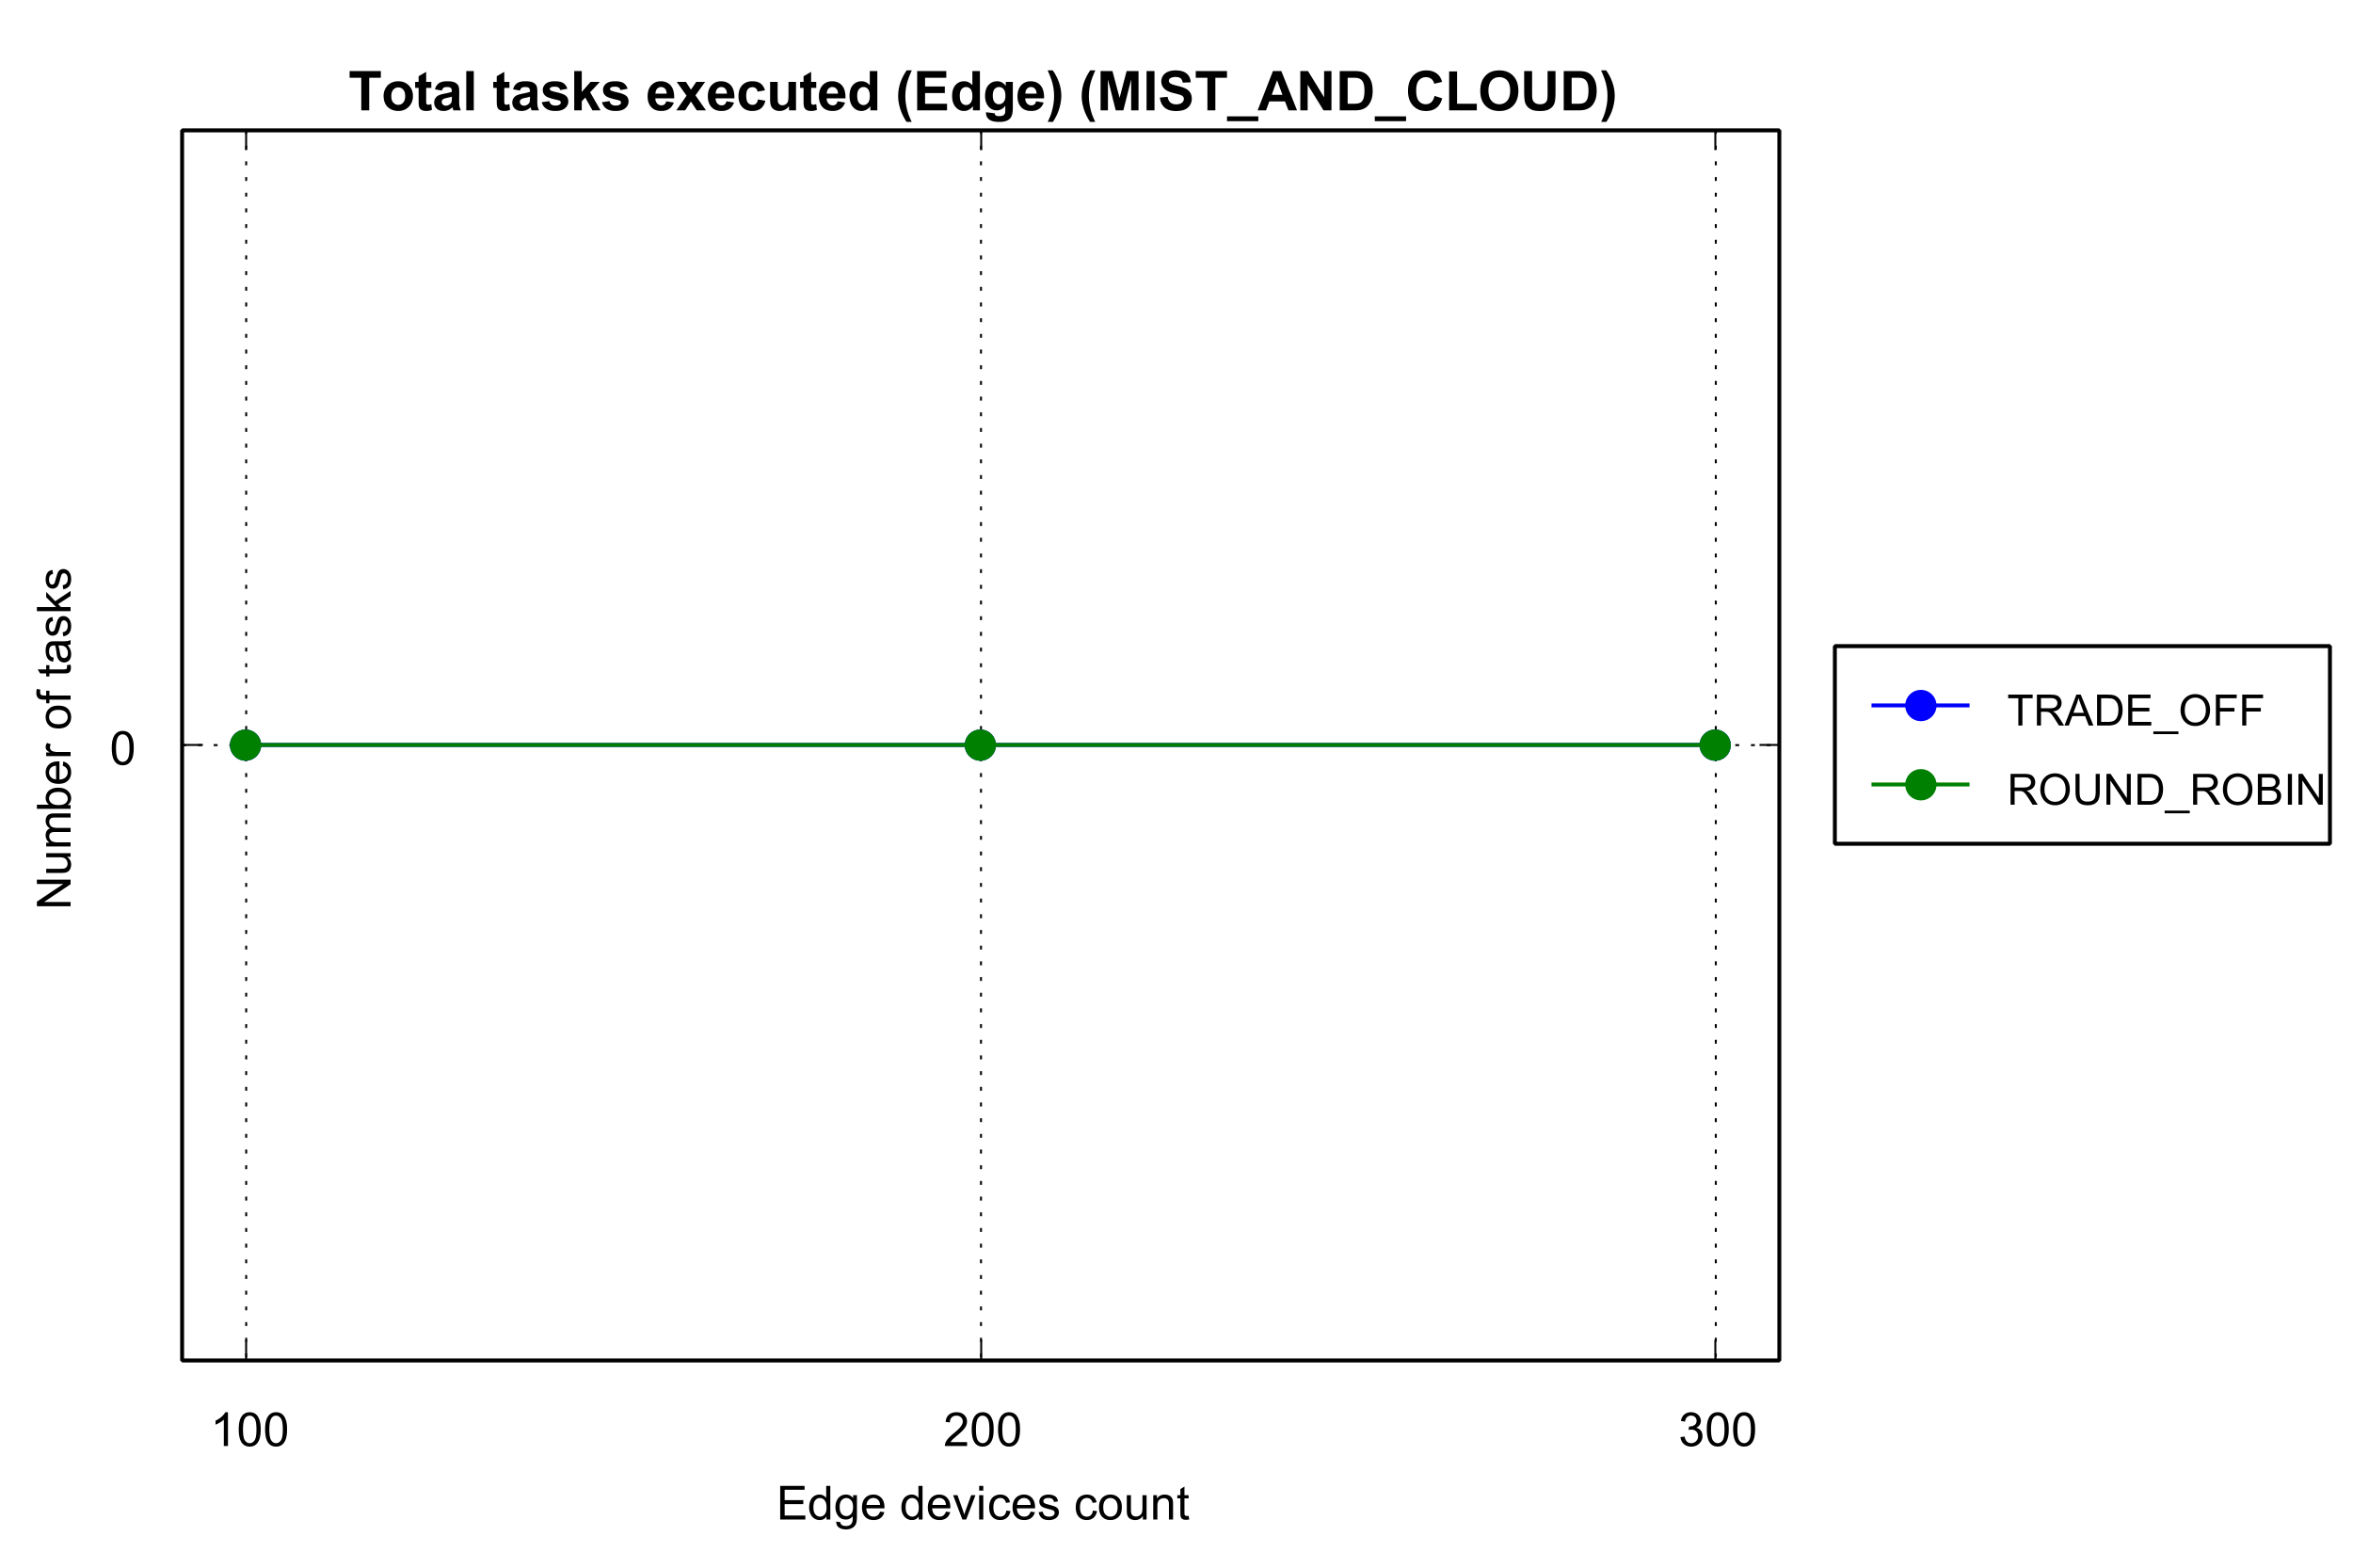 Total tasks executed (Edge) (MIST_AND_CLOUD)
Number of tasks
0
TRADE_OFF
ROUND_ROBIN
100
200
300
Edge devices count